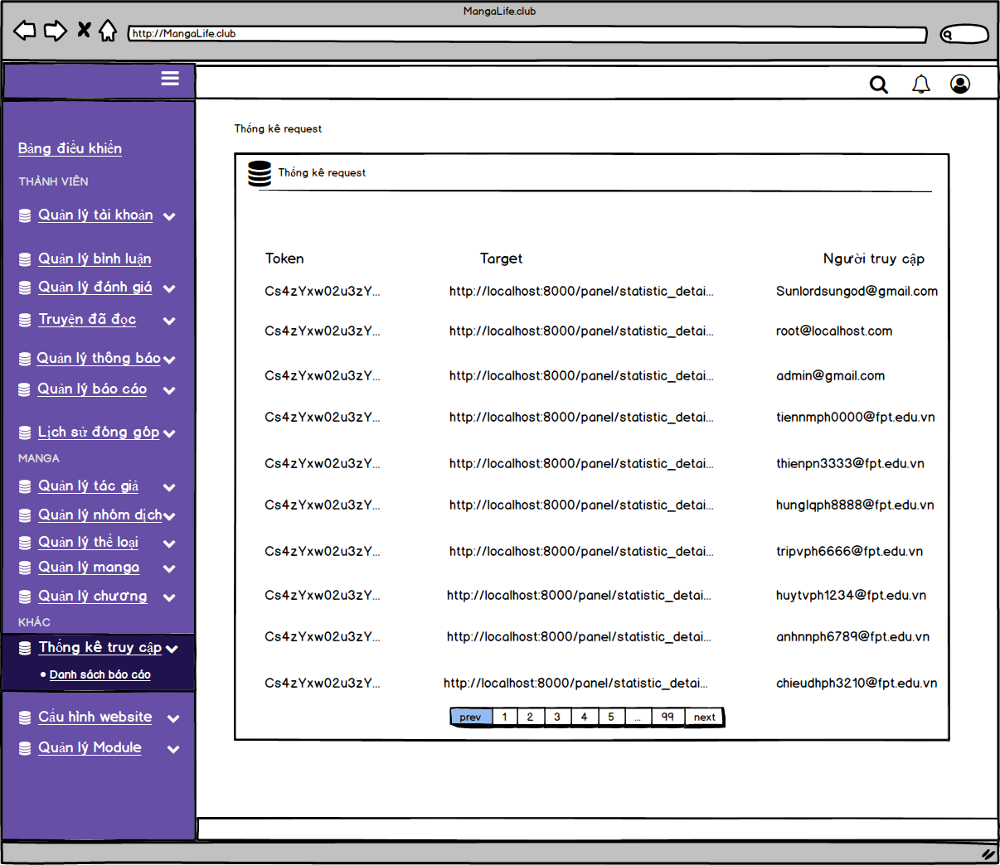 MangaLife.club
http://MangaLife.club
Bảng điều khiển
THÀNH VIÊN
Quản lý tài khoản
Quản lý bình luận
Quản lý đánh giá
Truyện đã đọc
Quản lý thông báo
Quản lý báo cáo
Lịch sử đóng góp
MANGA
Quản lý tác giả
Quản lý nhóm dịch
Quản lý thể loại
Quản lý manga
Quản lý chương
KHÁC
Thống kê truy cập
Danh sách báo cáo
Cấu hình website
Quản lý Module
Thống kê request
Thống kê request
Token Target Người truy cập
Cs4zYxw02u3zY... http://localhost:8000/panel/statistic_detai... Sunlordsungod@gmail.com
Cs4zYxw02u3zY... http://localhost:8000/panel/statistic_detai... root@localhost.com
Cs4zYxw02u3zY... http://localhost:8000/panel/statistic_detai... admin@gmail.com
Cs4zYxw02u3zY... http://localhost:8000/panel/statistic_detai... tiennmph0000@fpt.edu.vn
Cs4zYxw02u3zY... http://localhost:8000/panel/statistic_detai... thienpn3333@fpt.edu.vn
Cs4zYxw02u3zY... http://localhost:8000/panel/statistic_detai... hunglqph8888@fpt.edu.vn
Cs4zYxw02u3zY... http://localhost:8000/panel/statistic_detai... tripvph6666@fpt.edu.vn
Cs4zYxw02u3zY... http://localhost:8000/panel/statistic_detai... huytvph1234@fpt.edu.vn
Cs4zYxw02u3zY... http://localhost:8000/panel/statistic_detai... anhnnph6789@fpt.edu.vn
Cs4zYxw02u3zY... http://localhost:8000/panel/statistic_detai... chieudhph3210@fpt.edu.vn
prev 1 2 3 4 5 ... 99 next